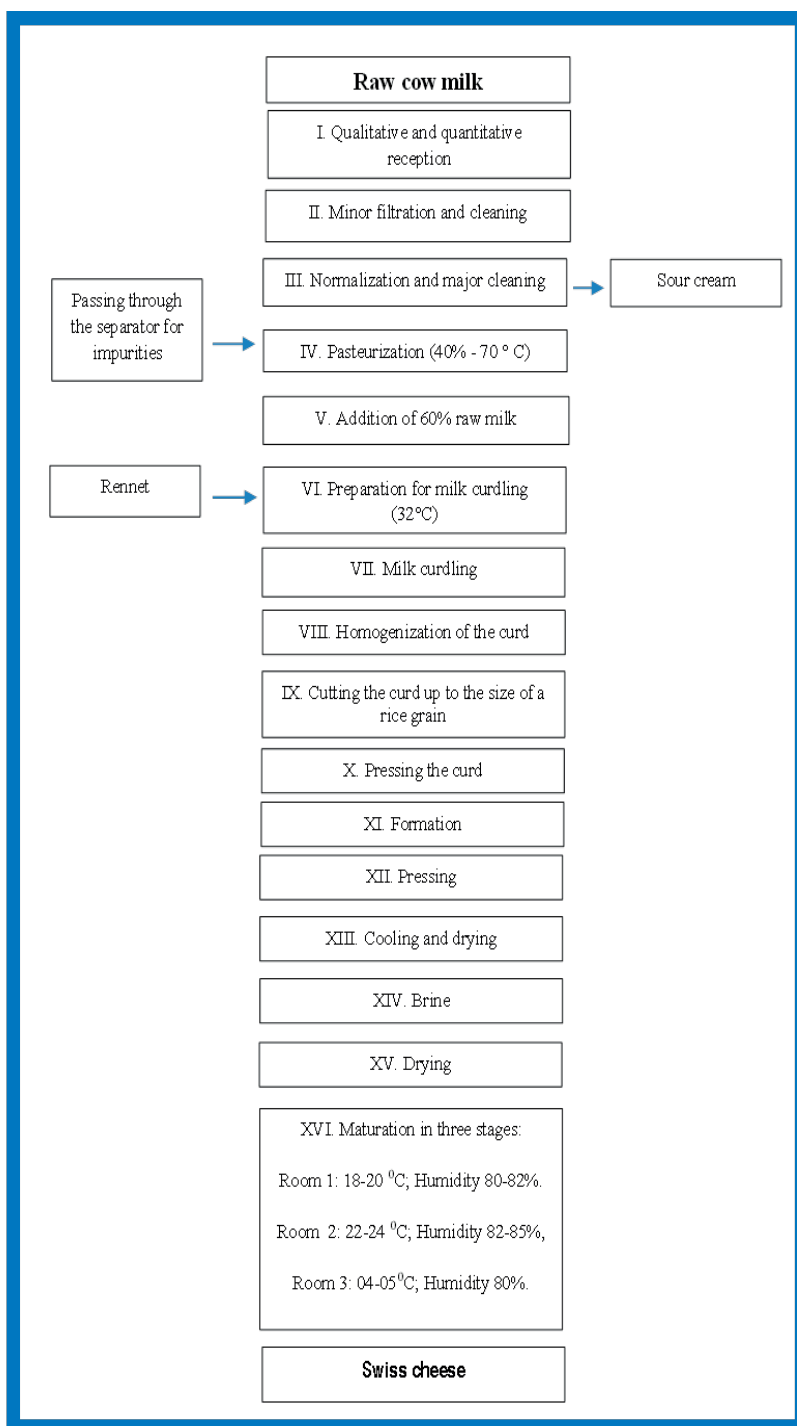 Raw cow milk
I. Qualitative and quantitative
reception
II. Minor filtration and cleaning
III. Normalization and major cleaning
Sour cream
Passing through
the separator for
impurities
IV. Pasteurization (40% - 70 ° C)
V. Addition of 60% raw milk
Rennet
VI. Preparation for milk curdling
(32°C)
VII. Milk curdling
VIII. Homogenization of the curd
IX. Cutting the curd up to the size of a
rice grain
X. Pressing the curd
XI. Formation
XII. Pressing
XIII. Cooling and drying
XIV. Brine
XV. Drying
XVI. Maturation in three stages:
Room 1: 18-20 ⁰C; Humidity 80-82%.
Room 2: 22-24 ⁰C; Humidity 82-85%,
Room 3: 04-05⁰C; Humidity 80%.
Swiss cheese